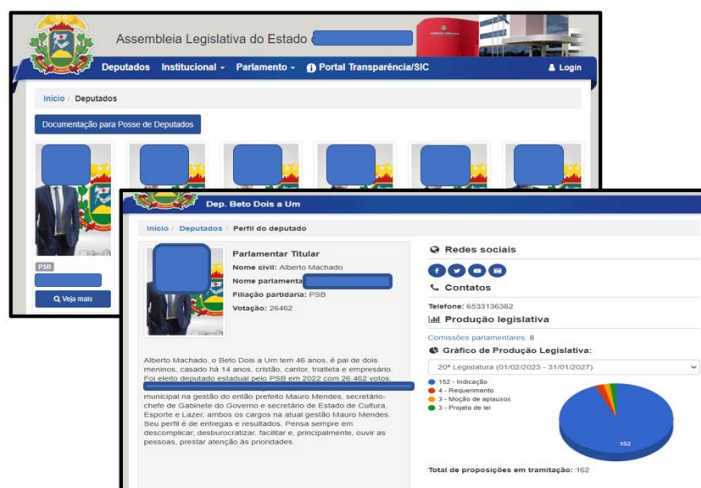 Assembleia Legislativa do Estado
Deputados Institucional Parlamento Portal Transparência/SIC Login
Início / Deputados
Documentação para Posse de Deputados
PSB
Veja mais
Dep. Beto Dois a Um
Início / Deputados / Perfil do deputado
Parlamentar Titular
Nome civil: Alberto Machado
Nome parlamenta
Filiação partidaria: PSB
Votação: 26462
Alberto Machado, o Beto Dois a Um tem 46 anos, é pai de dois
meninos, casado há 14 anos, cristão, cantor, triatleta e empresário.
Foi eleito deputado estadual pelo PSB em 2022 com 26.462 votos
municipal na gestão do então prefeito Mauro Mendes, secretário-
chefe de Gabinete do Governo e secretário de Estado de Cultura,
Esporte e Lazer, ambos os cargos na atual gestão Mauro Mendes.
Seu perfil é de entregas e resultados. Pensa sempre em
descomplicar, desburocratizar, facilitar e, principalmente, ouvir as
pessoas, prestar atenção às prioridades.
Redes sociais
Contatos
Telefone: 6533136382
Produção legislativa
Comissões parlamentares: 8
Gráfico de Produção Legislativa:
20ª Legislatura (01/02/2023 - 31/01/2027)
152 - Indicação
4 - Requerimento
3 - Moção de aplausos
3 - Projeto de lei
152
Total de proposições em tramitação: 162